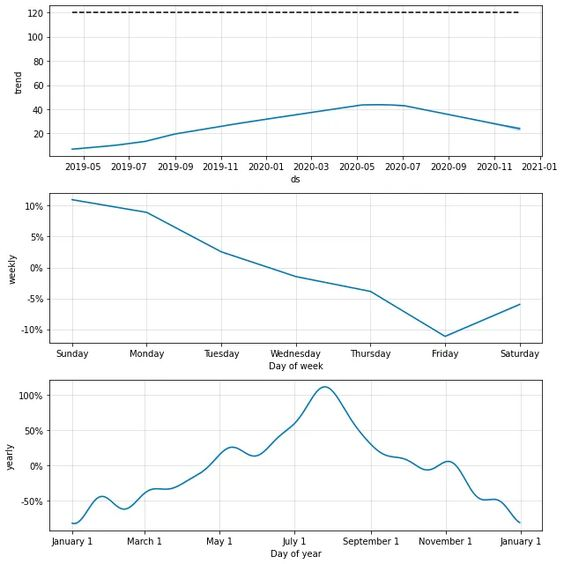 120
100
80
60
40
20
trend
2019-05 2019-07 2019-09 2019-11 2020-01 2020-03 2020-05 2020-07 2020-09 2020-11 2021-01
ds
10%
5%
0%
-5%
-10%
weekly
Sunday Monday Tuesday Wednesday Thursday Friday Saturday
Day of week
100%
50%
0%
-50%
yearly
January 1 March 1 May 1 July 1 September 1 November 1 January 1
Day of year